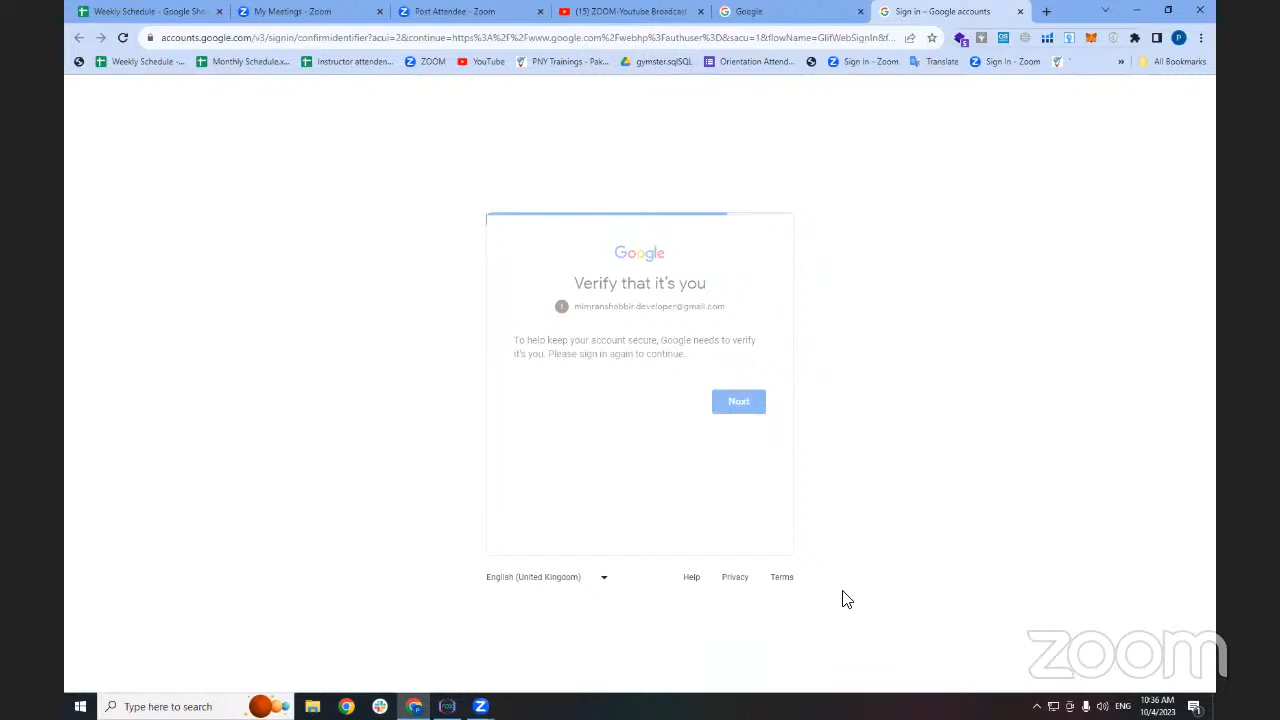 Weekly Schedule - Google She
My Meetings - Zoom
Post Attendee - Zoom
(15) ZOOM-Youtube Broadcast
Google
Sign in – Google accounts
accounts.google.com/v3/signin/confirmidentifier?acui=2&continue=https%3A%2F%2Fwww.google.com%2Fwebhp%3Fauthuser%3D&sacu=1&flowName=GlifWebSignIn&f...
P
Weekly Schedule -...
Monthly Schedule.x...
Instructor attenden...
ZOOM
YouTube
PNY Trainings - Pak...
gymster.sqlSQL
Orientation Attend...
Sign In - Zoom
Translate
Sign In - Zoom
»
All Bookmarks
Google
Verify that it's you
mimranshabbir.developer@gmail.com
To help keep your account secure, Google needs to verify
it's you. Please sign in again to continue.
Next
English (United Kingdom)
Help
Privacy
Terms
zoom
Type here to search
ENG
10:36 AM
10/4/2023